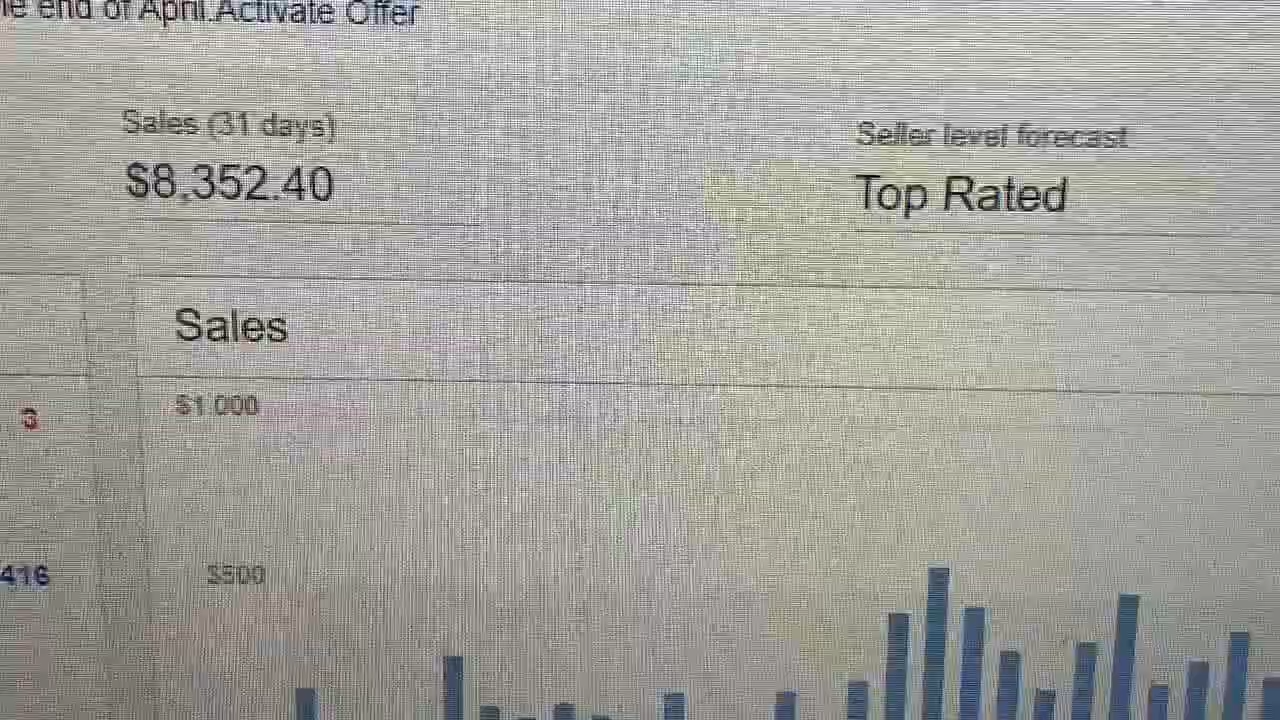 end of April.Activate Offer
Sales (31 days)
$8,352.40
Seller level forecast
Top Rated
Sales
$1,000
3
416
$500